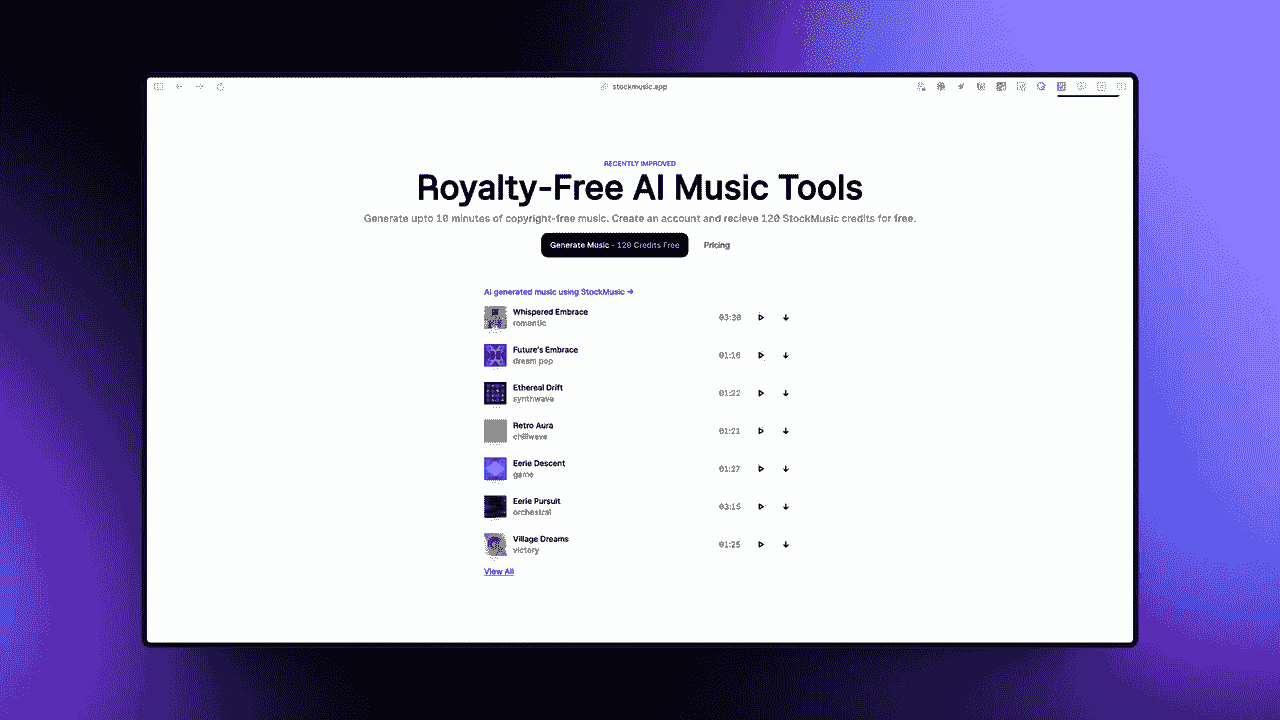 stockmusic.app
RECENTLY IMPROVED
Royalty-Free AI Music Tools
Generate upto 10 minutes of copyright-free music. Create an account and recieve 120 StockMusic credits for free.
Generate Music - 120 Credits Free
Pricing
AI generated music using StockMusic →
Whispered Embrace
romantic
03:30
Future's Embrace
dream pop
01:16
Ethereal Drift
synthwave
01:22
Retro Aura
chillwave
01:21
Eerie Descent
game
01:27
Eerie Pursuit
orchestral
03:15
Village Dreams
victory
01:25
View All